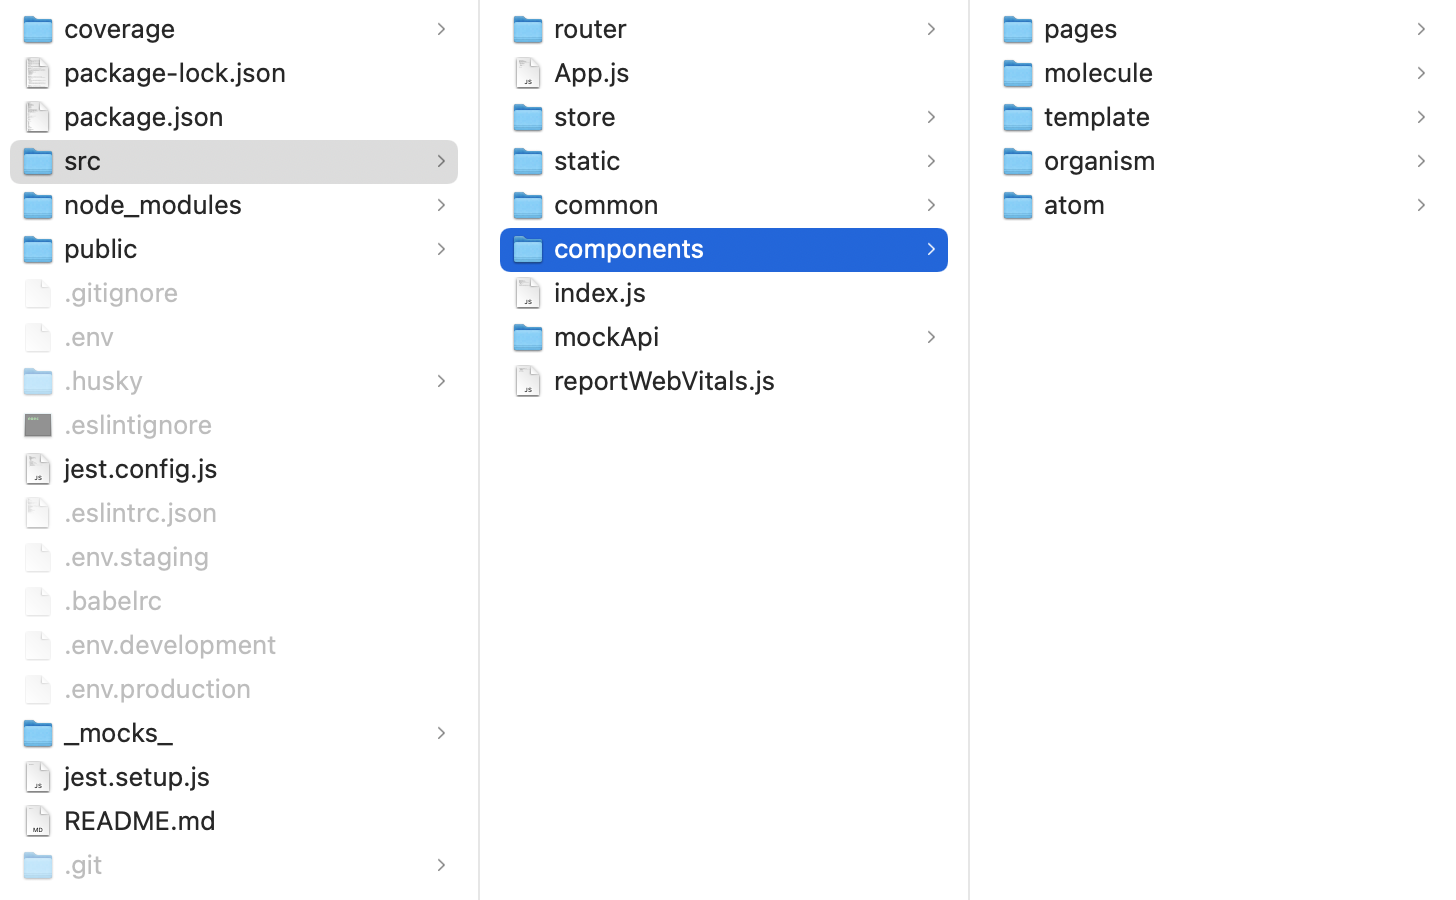 coverage
package-lock.json
package.json
src
node_modules
public
.gitignore
.env
.husky
.eslintignore
jest.config.js
.eslintrc.json
.env.staging
.babelrc
.env.development
.env.production
_mocks_
jest.setup.js
README.md
.git
router
App.js
store
static
common
components
index.js
mockApi
reportWebVitals.js
pages
molecule
template
organism
atom